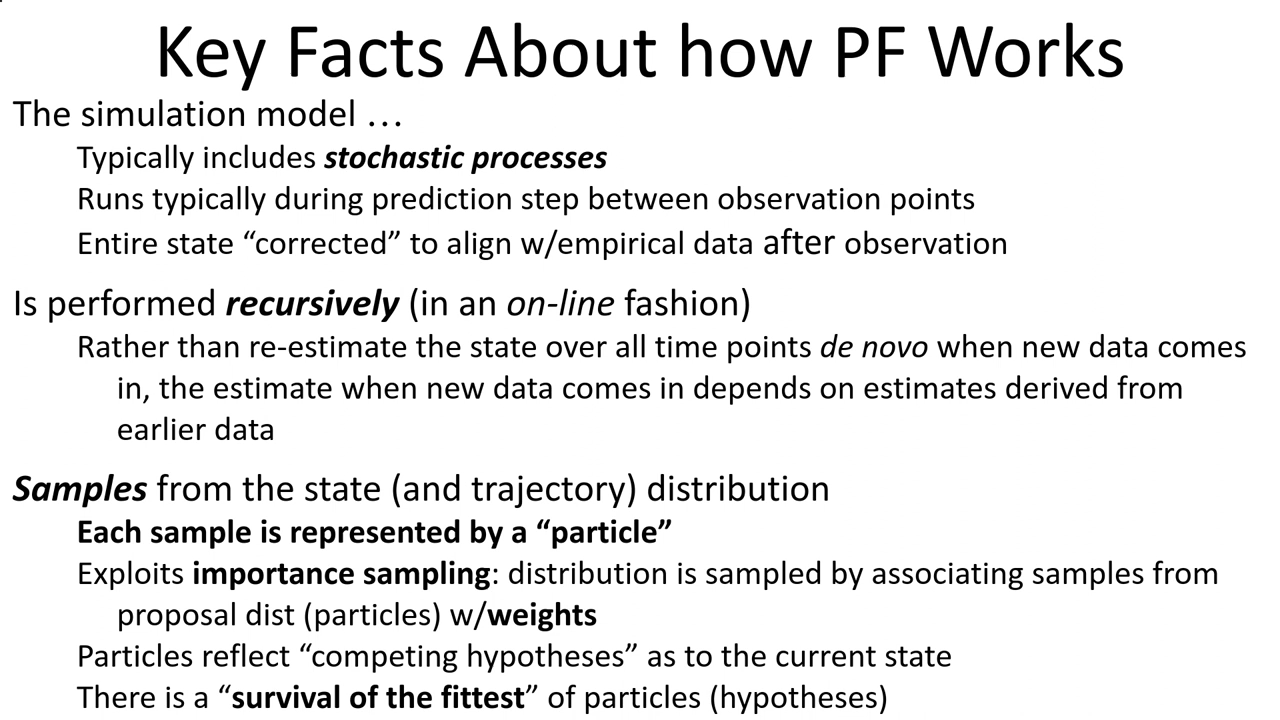 Key Facts About how PF Works
The simulation model …
Typically includes stochastic processes
Runs typically during prediction step between observation points
Entire state “corrected” to align w/empirical data after observation
Is performed recursively (in an on-line fashion)
Rather than re-estimate the state over all time points de novo when new data comes
in, the estimate when new data comes in depends on estimates derived from
earlier data
Samples from the state (and trajectory) distribution
Each sample is represented by a “particle”
Exploits importance sampling: distribution is sampled by associating samples from
proposal dist (particles) w/weights
Particles reflect “competing hypotheses” as to the current state
There is a “survival of the fittest” of particles (hypotheses)